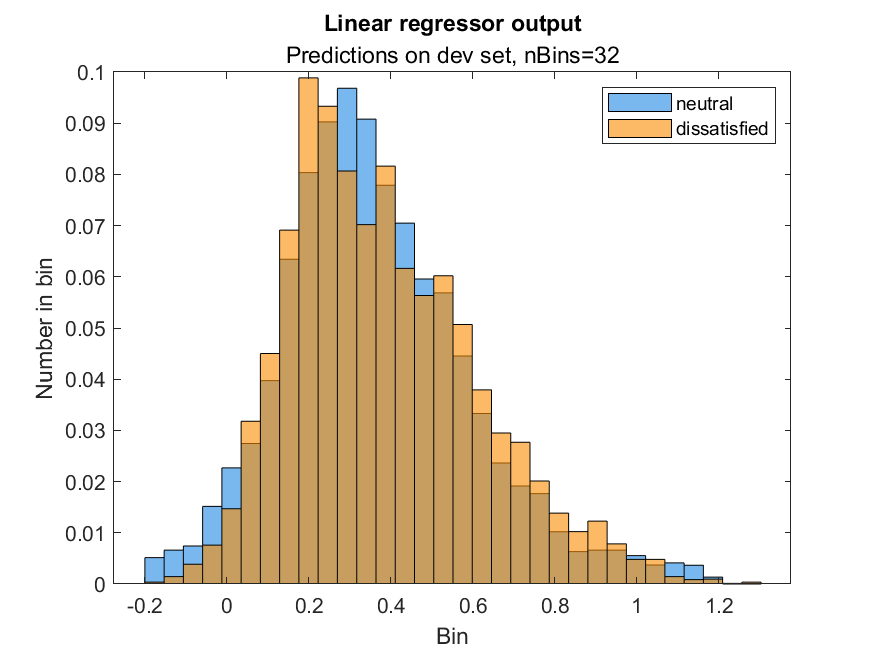 Linear regressor output
Predictions on dev set, nBins=32
neutral
dissatisfied
Number in bin
0.1
0.09
0.08
0.07
0.06
0.05
0.04
0.03
0.02
0.01
0
-0.2 0 0.2 0.4 0.6 0.8 1 1.2
Bin